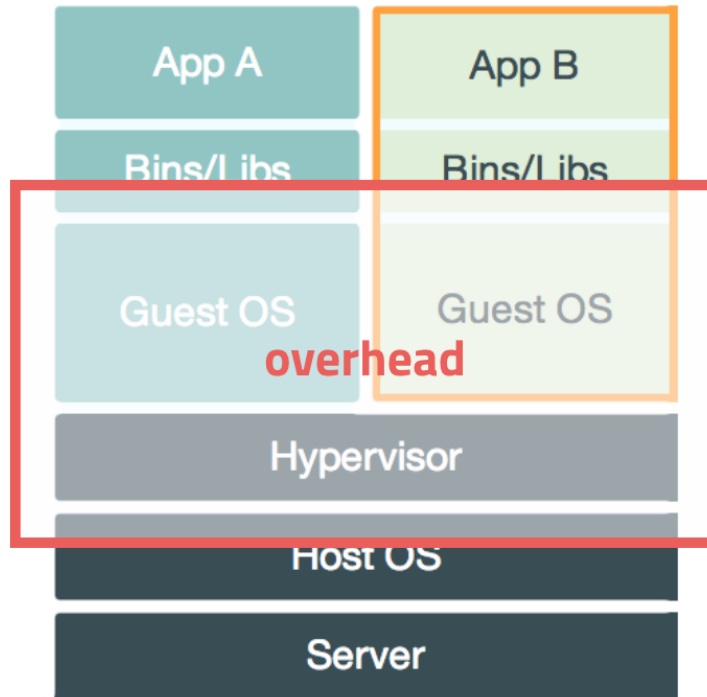 App A
App B
Bins/Libs
Bins/Libs
Guest OS
Guest OS
overhead
Hypervisor
Host OS
Server